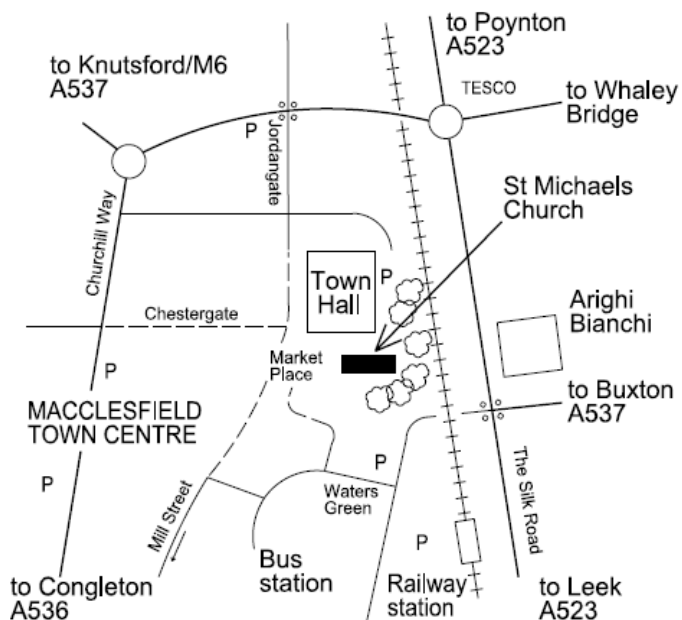 to Poynton
A523
to Knutsford/M6
A537
TESCO
to Whaley
Bridge
P
Jordangate
St Michaels
Church
Churchill Way
Town
Hall
P
Chestergate
Arighi
Bianchi
Market
Place
P
to Buxton
A537
MACCLESFIELD
TOWN CENTRE
P
P
Waters
Green
The Silk Road
Mill Street
Bus
station
P
to Congleton
A536
Railway
station
to Leek
A523